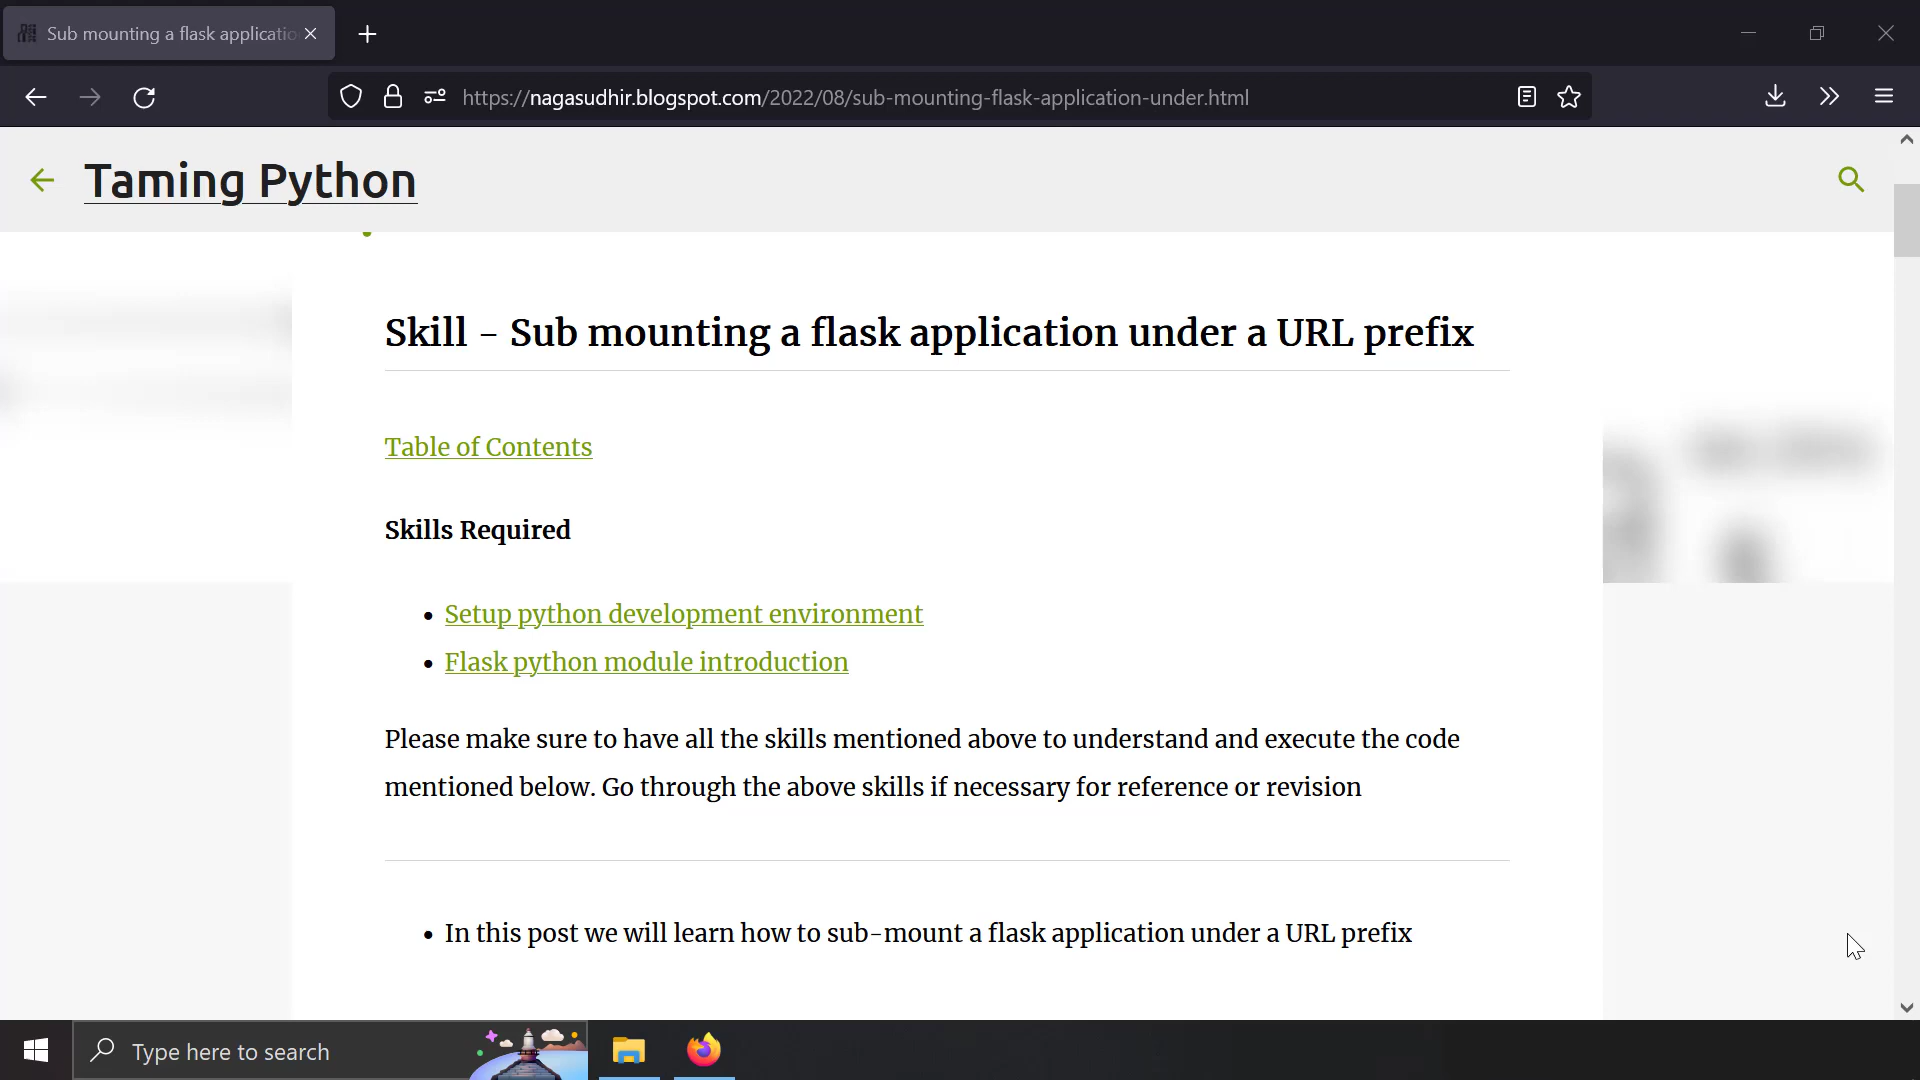 Sub mounting a flask applicatio
https://nagasudhir.blogspot.com/2022/08/sub-mounting-flask-application-under.html
Taming Python
Skill - Sub mounting a flask application under a URL prefix
Table of Contents
Skills Required
• Setup python development environment
• Flask python module introduction
Please make sure to have all the skills mentioned above to understand and execute the code
mentioned below. Go through the above skills if necessary for reference or revision
• In this post we will learn how to sub-mount a flask application under a URL prefix
Type here to search